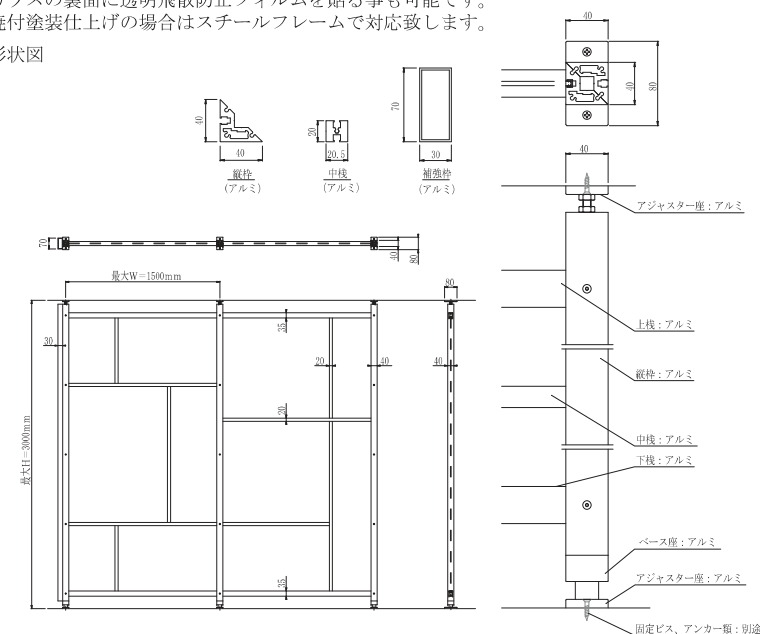 ガラスの裏面に透明飛散防止フィルムを貼る事も可能です。
焼付塗装仕上げの場合はスチールフレームで対応致します。
形状図
40
40
縦枠
(アルミ)
20
20.5
中桟
(アルミ)
70
30
補強枠
(アルミ)
40
40
80
40
アジャスター座:アルミ
上桟:アルミ
縦枠:アルミ
中桟:アルミ
下桟:アルミ
ベース座:アルミ
アジャスター座:アルミ
固定ビス、アンカー類:別途
70
40
80
最大W=1500mm
最大H=3000mm
30
35
20
40
20
35
80
40